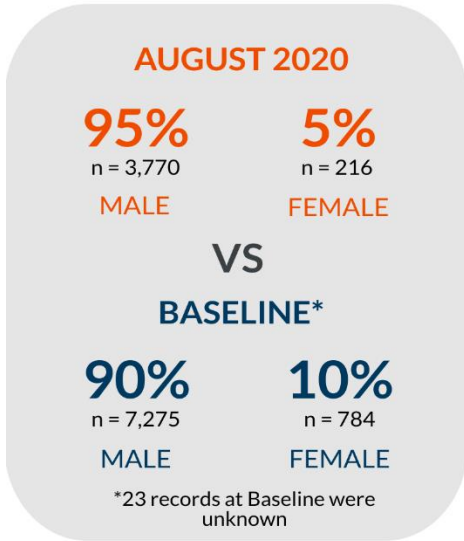 AUGUST 2020
95% 5%
n = 3,770 n = 216
MALE FEMALE
VS
BASELINE*
90% 10%
n = 7,275 n = 784
MALE FEMALE
*23 records at Baseline were
unknown